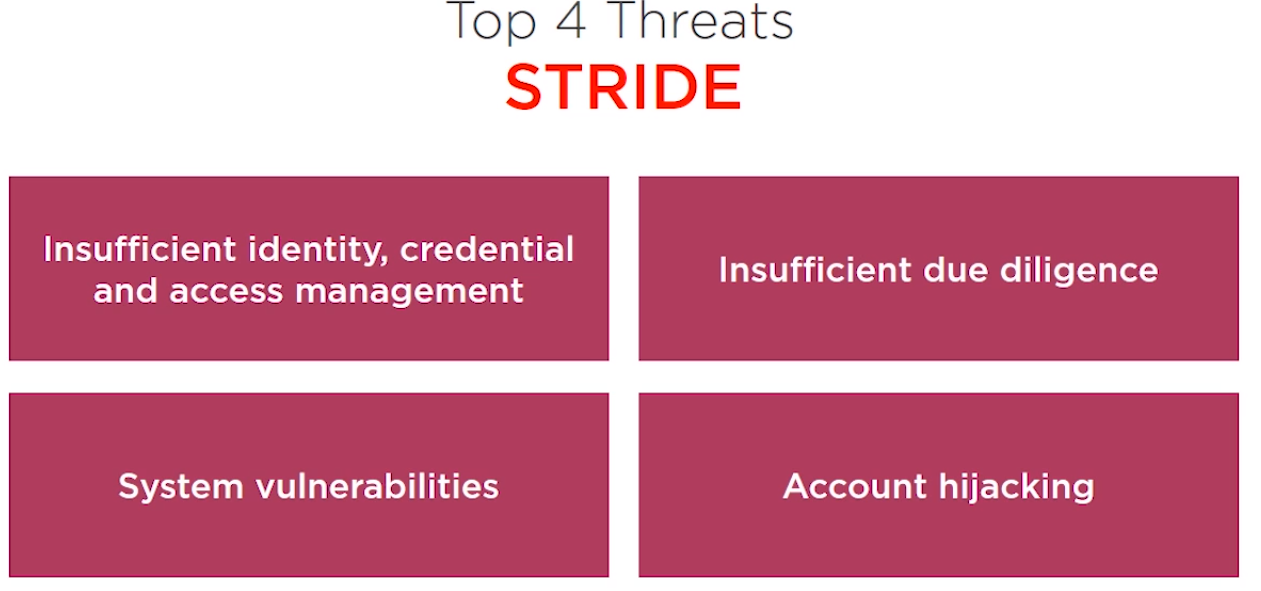 Top 4 Threats
STRIDE
Insufficient identity, credential
and access management
Insufficient due diligence
System vulnerabilities
Account hijacking